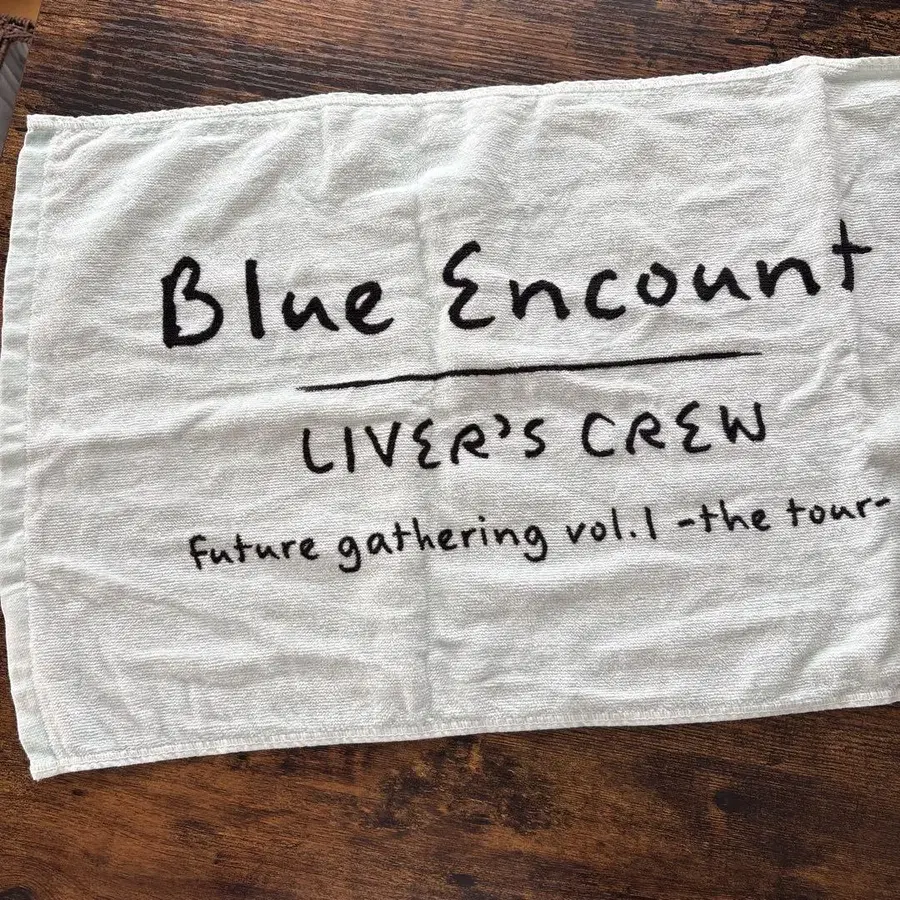 Blue Encount
LIVER'S CREW
future gathering vol.1 -the tour-